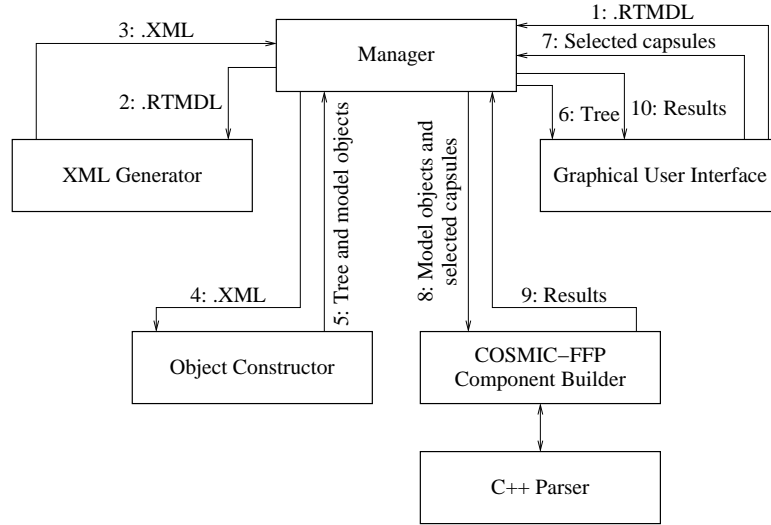 1: .RTMDL
3: .XML
7: Selected capsules
Manager
2: .RTMDL
6: Tree
10: Results
XML Generator
Graphical User Interface
5: Tree and model objects
8: Model objects and
selected capsules
4: .XML
9: Results
Object Constructor
COSMIC−FFP
Component Builder
C++ Parser